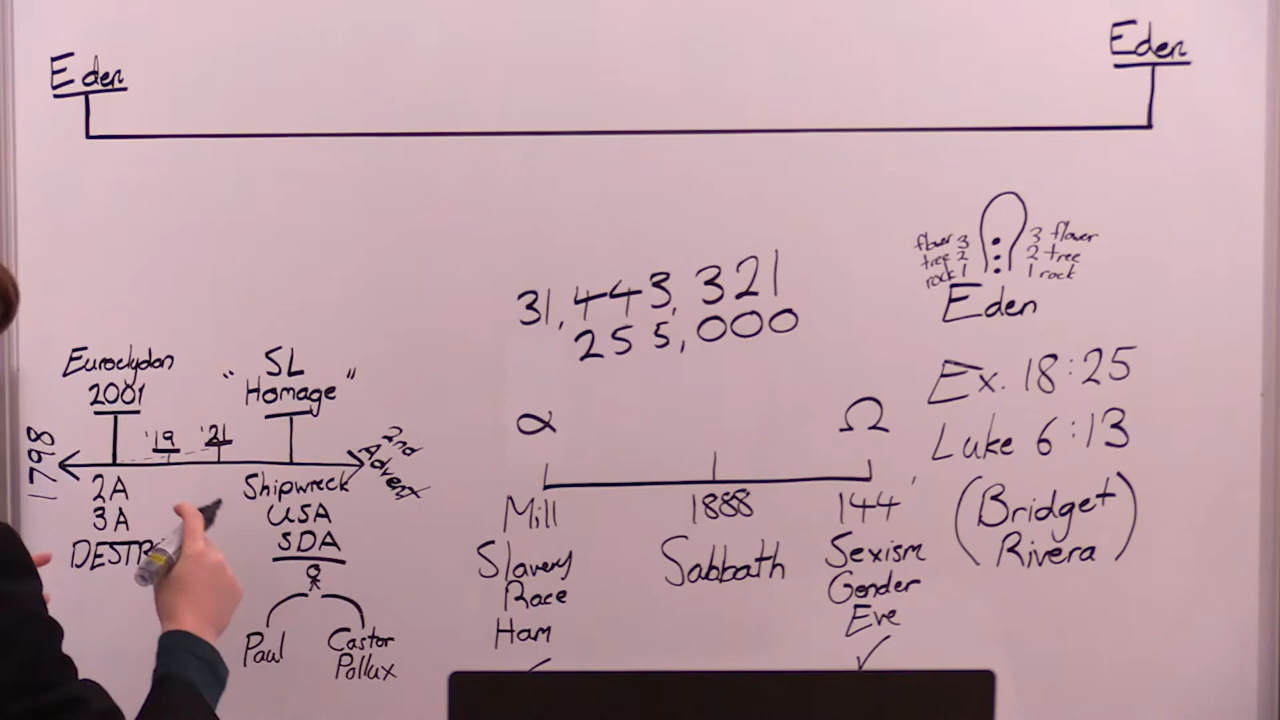 Eden
Eden
flower 3
tree 2
rock 1
3 flower
2 tree
1 rock
Eden
31,443,321
255,000
Ex. 18:25
Luke 6:13
(Bridget
Rivera)
Euroclydon
2001
"SL
Homage"
'19
'21
1798
2nd
Advent
2A
3A
DESTR
Shipwreck
USA
SDA
Paul
Castor
Pollux
α
Ω
Mill
Slavery
Race
Ham
1888
Sabbath
144'
Sexism
Gender
Eve